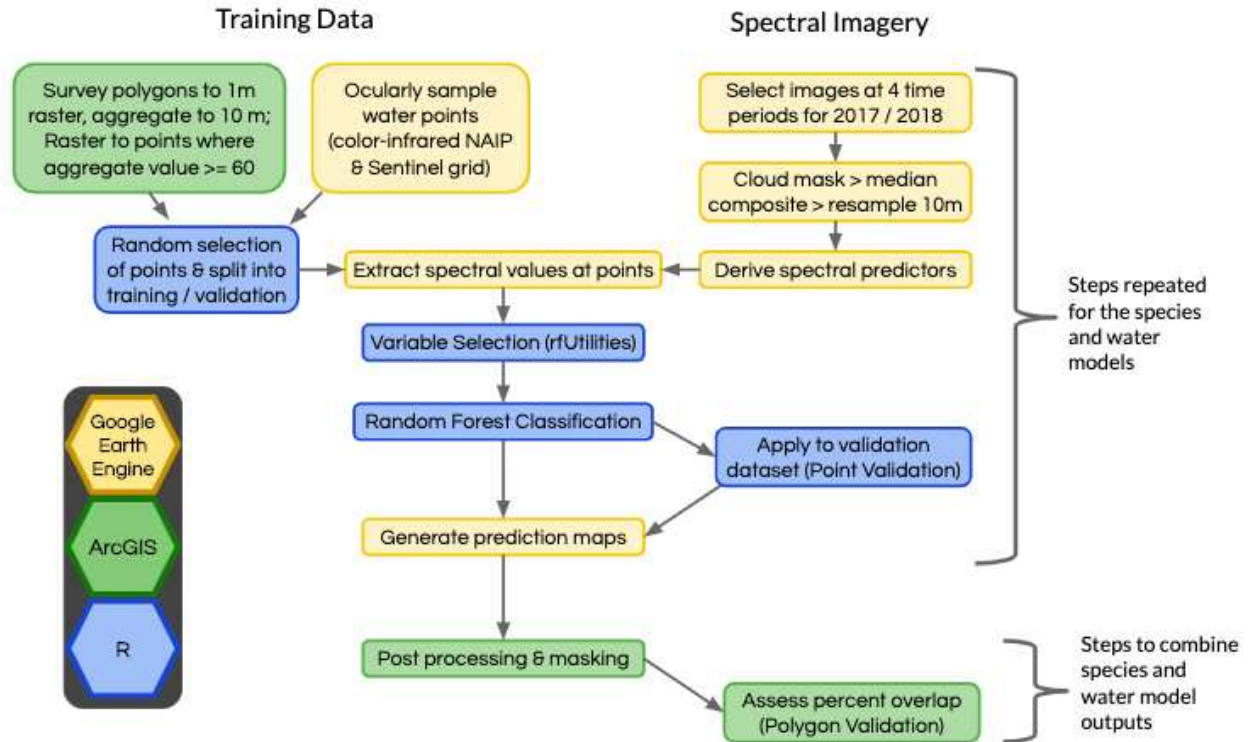 Training Data
Spectral Imagery
Survey polygons to 1m
raster, aggregate to 10 m;
Raster to points where
aggregate value >= 60
Ocularly sample
water points
(color-infrared NAIP
& Sentinel grid)
Select images at 4 time
periods for 2017 / 2018
Cloud mask > median
composite > resample 10m
Random selection
of points & split into
training / validation
Extract spectral values at points
Derive spectral predictors
Steps repeated
for the species
and water
models
Variable Selection (rfUtilities)
Random Forest Classification
Apply to validation
dataset (Point Validation)
Generate prediction maps
Google
Earth
Engine
ArcGIS
R
Post processing & masking
Assess percent overlap
(Polygon Validation)
Steps to combine
species and
water model
outputs